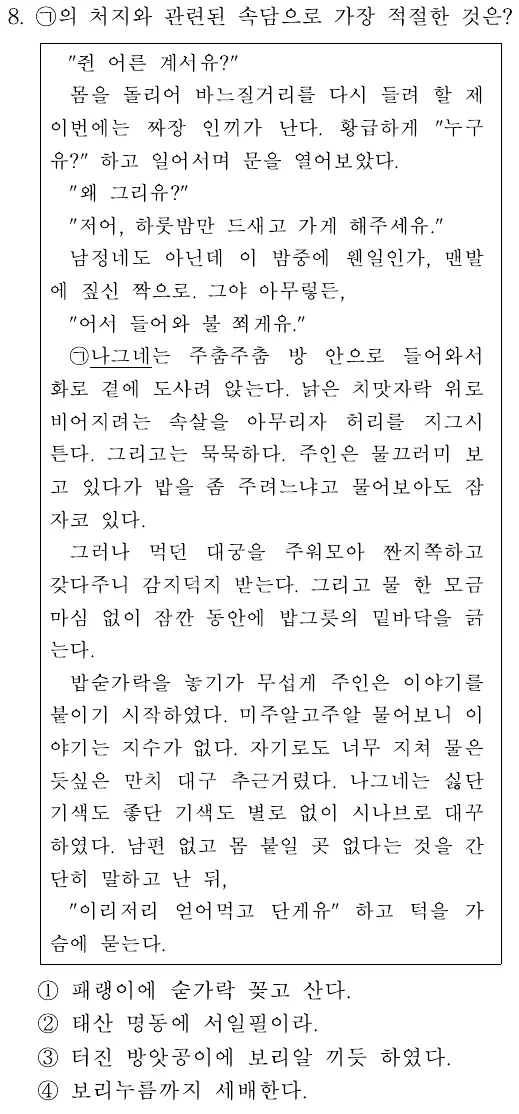 8. ㉠의 처지와 관련된 속담으로 가장 적절한 것은?
"쥔 어른 계서유?"
몸을 돌리어 바느질거리를 다시 들려 할 제
이번에는 짜장 인끼가 난다. 황급하게 "누구
유?" 하고 일어서며 문을 열어보았다.
"왜 그리유?"
"저어, 하룻밤만 드새고 가게 해주세유."
남정네도 아닌데 이 밤중에 웬일인가, 맨발
에 짚신 짝으로. 그야 아무렇든,
"어서 들어와 불 쬐게유."
㉠나그네는 주춤주춤 방 안으로 들어와서
화로 곁에 도사려 앉는다. 낡은 치맛자락 위로
비어지려는 속살을 아무리자 허리를 지그시
튼다. 그리고는 묵묵하다. 주인은 물끄러미 보
고 있다가 밥을 좀 주려느냐고 물어보아도 잠
자코 있다.
그러나 먹던 대궁을 주워모아 짠지쪽하고
갖다주니 감지덕지 받는다. 그리고 물 한 모금
마심 없이 잠깐 동안에 밥그릇의 밑바닥을 긁
는다.
밥숟가락을 놓기가 무섭게 주인은 이야기를
붙이기 시작하였다. 미주알고주알 물어보니 이
야기는 지수가 없다. 자기로도 너무 지쳐 물은
듯싶은 만치 대구 추근거렸다. 나그네는 싫단
기색도 좋단 기색도 별로 없이 시나브로 대꾸
하였다. 남편 없고 몸 붙일 곳 없다는 것을 간
단히 말하고 난 뒤,
"이리저리 얻어먹고 단게유" 하고 턱을 가
슴에 묻는다.
① 패랭이에 숟가락 꽂고 산다.
② 태산 명동에 서일필이라.
③ 터진 방앗공이에 보리알 끼듯 하였다.
④ 보리누름까지 세배한다.